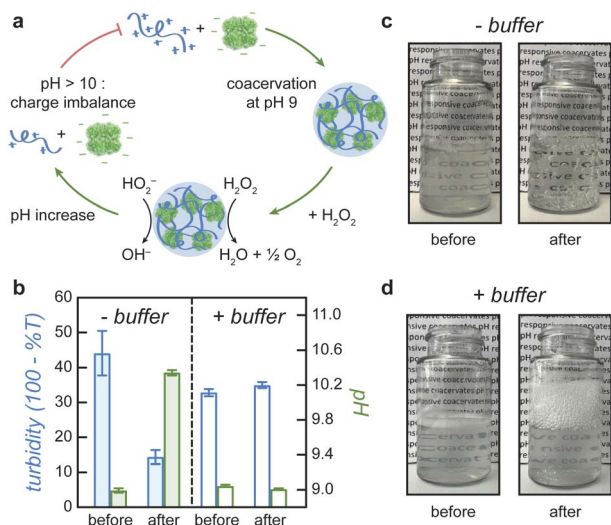 a
+
pH > 10 :
charge imbalance
coacervation
at pH 9
+
HO₂⁻
H₂O₂
pH increase
+ H₂O₂
OH⁻
H₂O + ½ O₂
b
- buffer
+ buffer
turbidity (100 - %T)
60
50
40
30
20
10
0
11.0
10.6
10.2
9.8
9.4
9.0
pH
before
after
before
after
c
- buffer
before
after
d
+ buffer
before
after